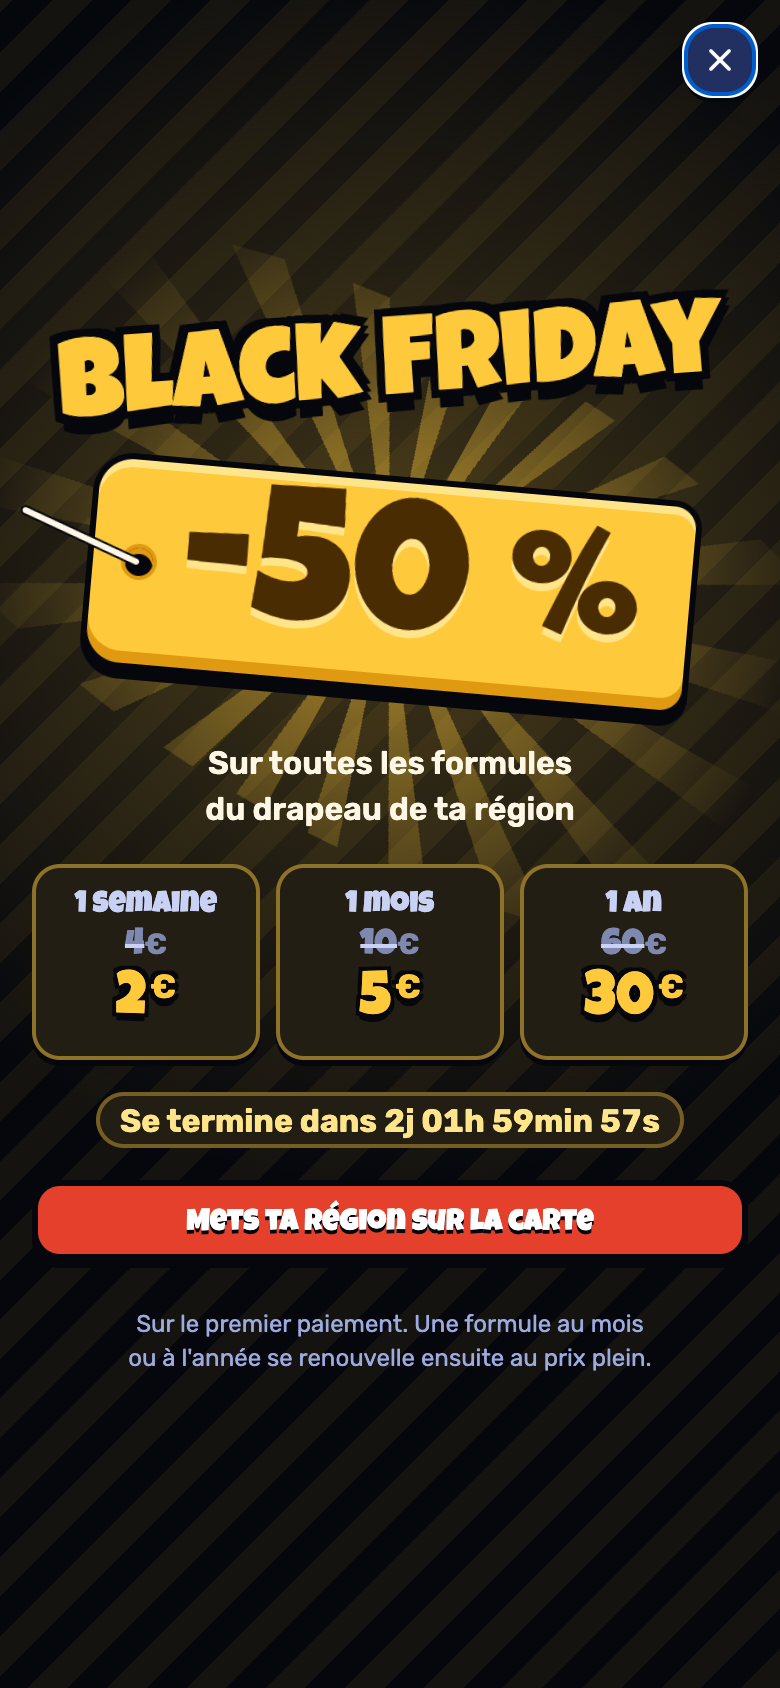 BLACK FRIDAY
-50 %
Sur toutes les formules
du drapeau de ta région
1 semaine
4€
2€
1 mois
10€
5€
1 an
60€
30€
Se termine dans 2j 01h 59min 57s
Mets ta région sur la carte
Sur le premier paiement. Une formule au mois
ou à l'année se renouvelle ensuite au prix plein.